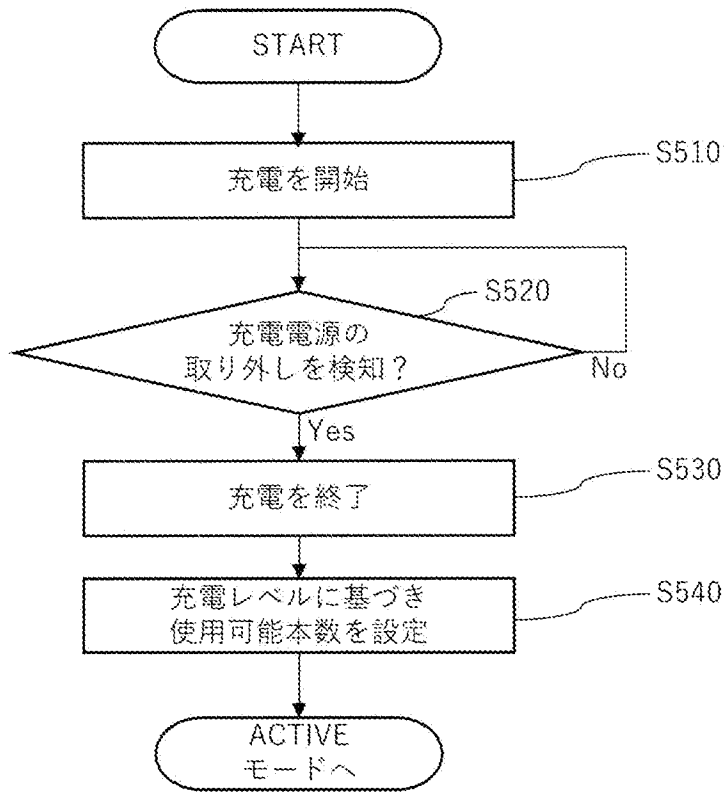 START
充電を開始
S510
S520
充電電源の
取り外しを検知？
No
Yes
充電を終了
S530
充電レベルに基づき
使用可能本数を設定
S540
ACTIVE
モードへ